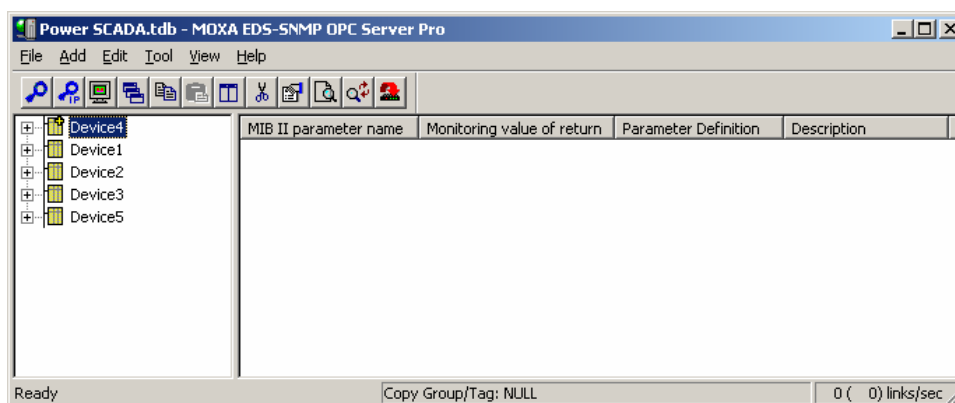 Power SCADA.tdb - MOXA EDS-SNMP OPC Server Pro
File Add Edit Tool View Help
IP
MIB II parameter name Monitoring value of return Parameter Definition Description
Device4
Device1
Device2
Device3
Device5
Ready Copy Group/Tag: NULL 0 ( 0) links/sec